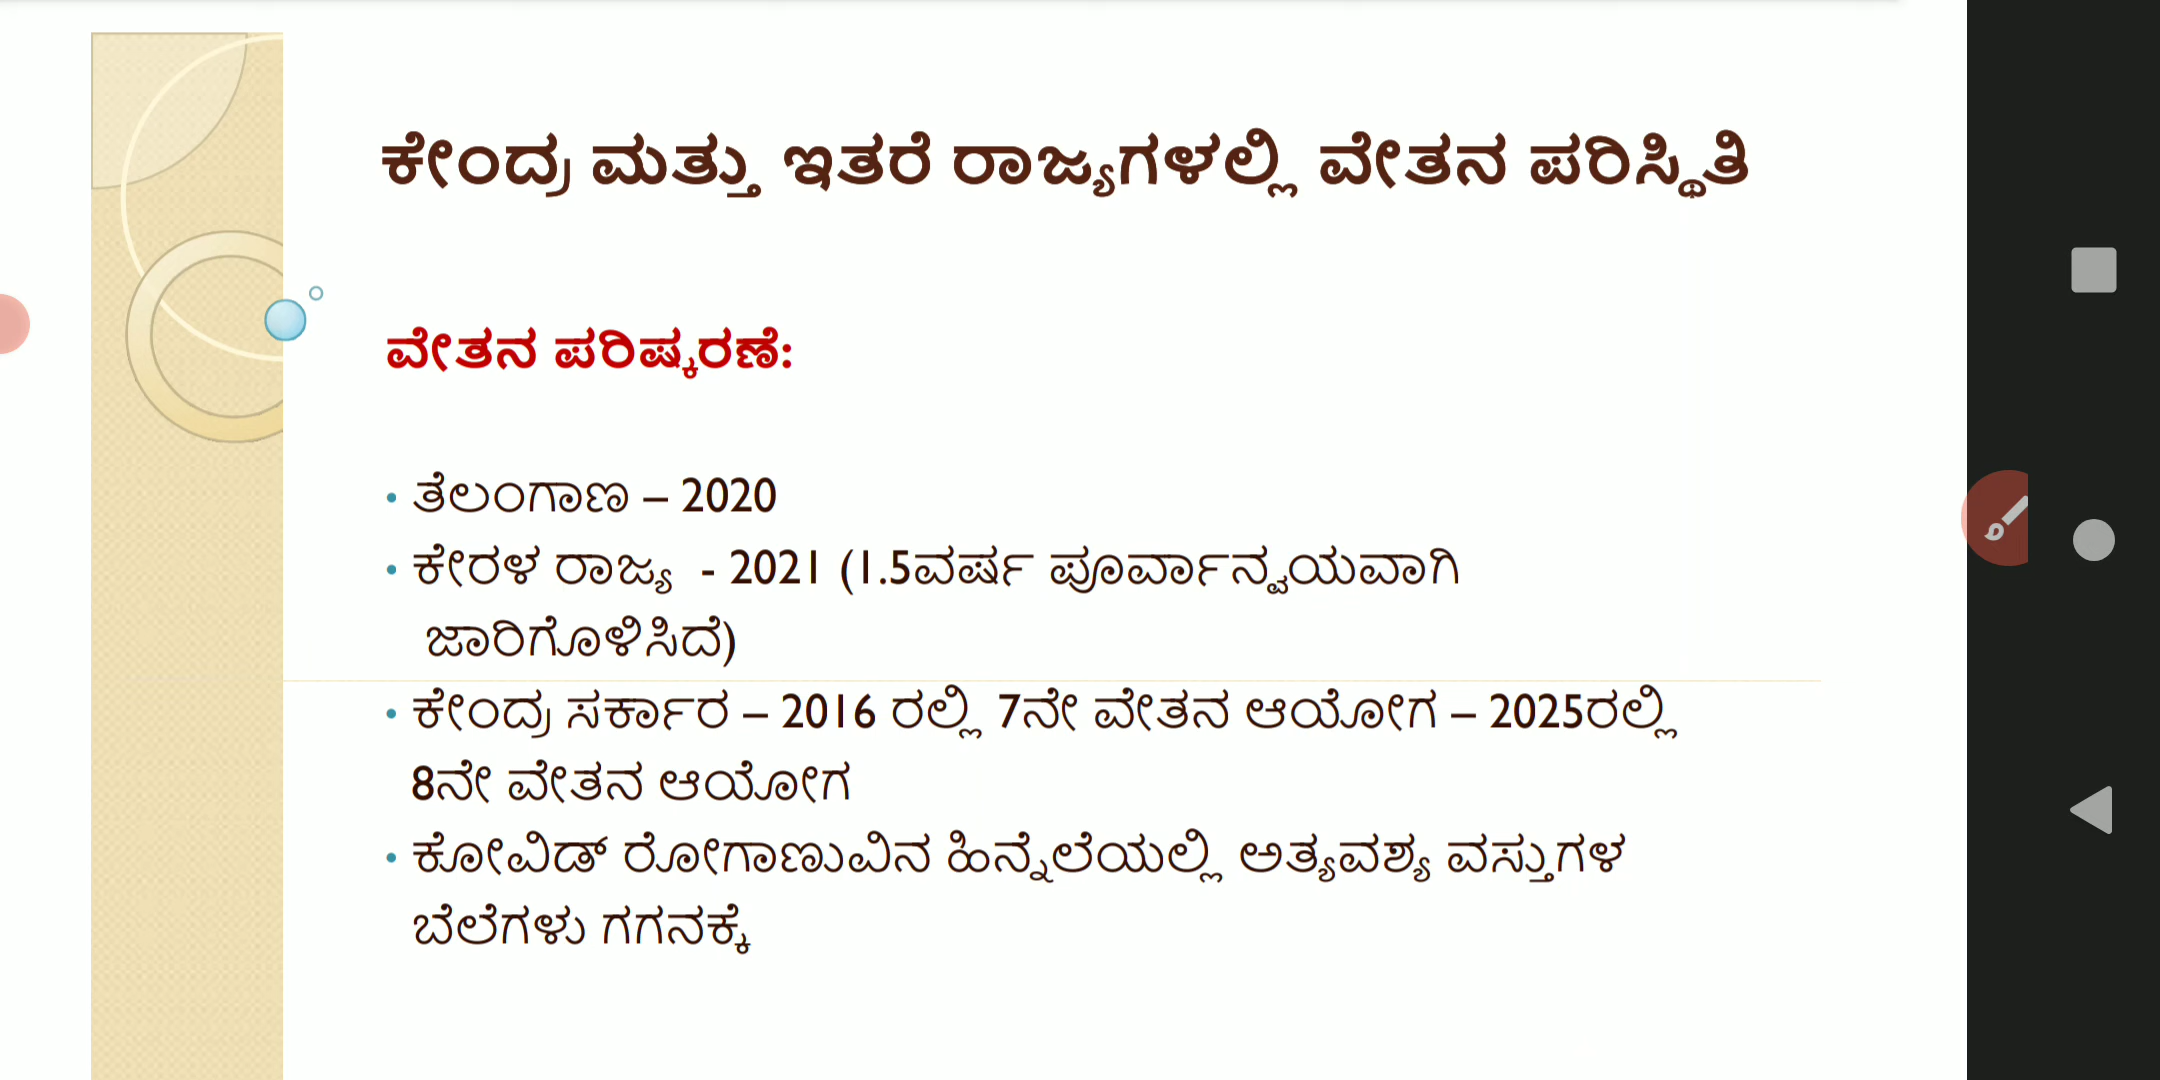 ಕೇಂದ್ರ ಮತ್ತು ಇತರೆ ರಾಜ್ಯಗಳಲ್ಲಿ ವೇತನ ಪರಿಸ್ಥಿತಿ
ವೇತನ ಪರಿಷ್ಕರಣೆ:
• ತೆಲಂಗಾಣ – 2020
• ಕೇರಳ ರಾಜ್ಯ - 2021 (1.5ವರ್ಷ ಪೂರ್ವಾನ್ವಯವಾಗಿ
ಜಾರಿಗೊಳಿಸಿದೆ)
• ಕೇಂದ್ರ ಸರ್ಕಾರ – 2016 ರಲ್ಲಿ 7ನೇ ವೇತನ ಆಯೋಗ – 2025ರಲ್ಲಿ
8ನೇ ವೇತನ ಆಯೋಗ
• ಕೋವಿಡ್ ರೋಗಾಣುವಿನ ಹಿನ್ನೆಲೆಯಲ್ಲಿ ಅತ್ಯವಶ್ಯ ವಸ್ತುಗಳ
ಬೆಲೆಗಳು ಗಗನಕ್ಕೆ